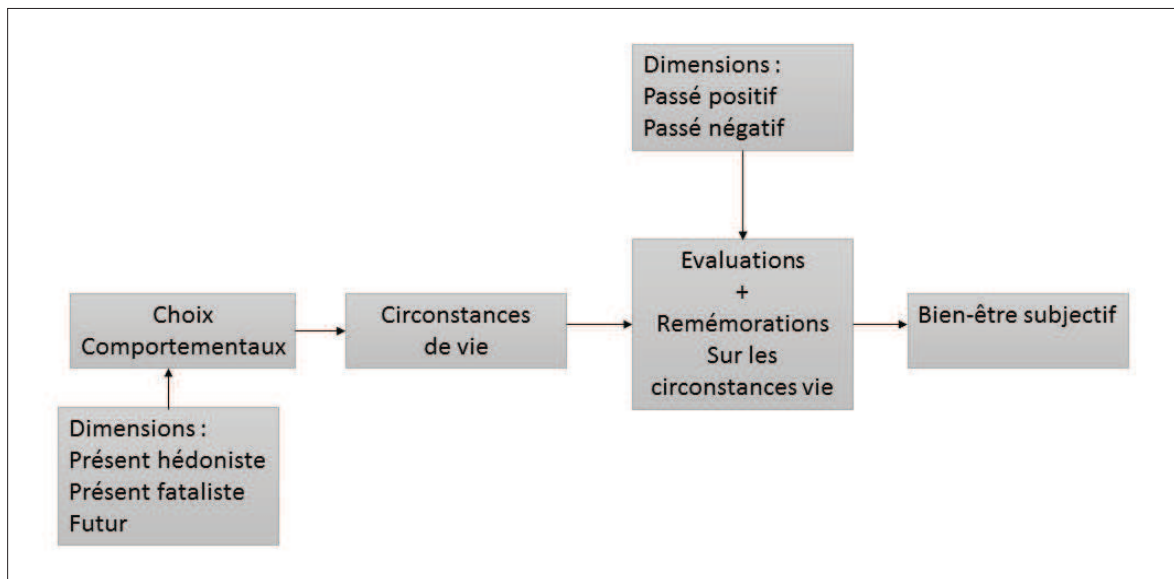 Dimensions :
Passé positif
Passé négatif
Evaluations
+
Remémorations
Sur les
circonstances vie
Choix
Comportementaux
Circonstances
de vie
Bien-être subjectif
Dimensions :
Présent hédoniste
Présent fataliste
Futur